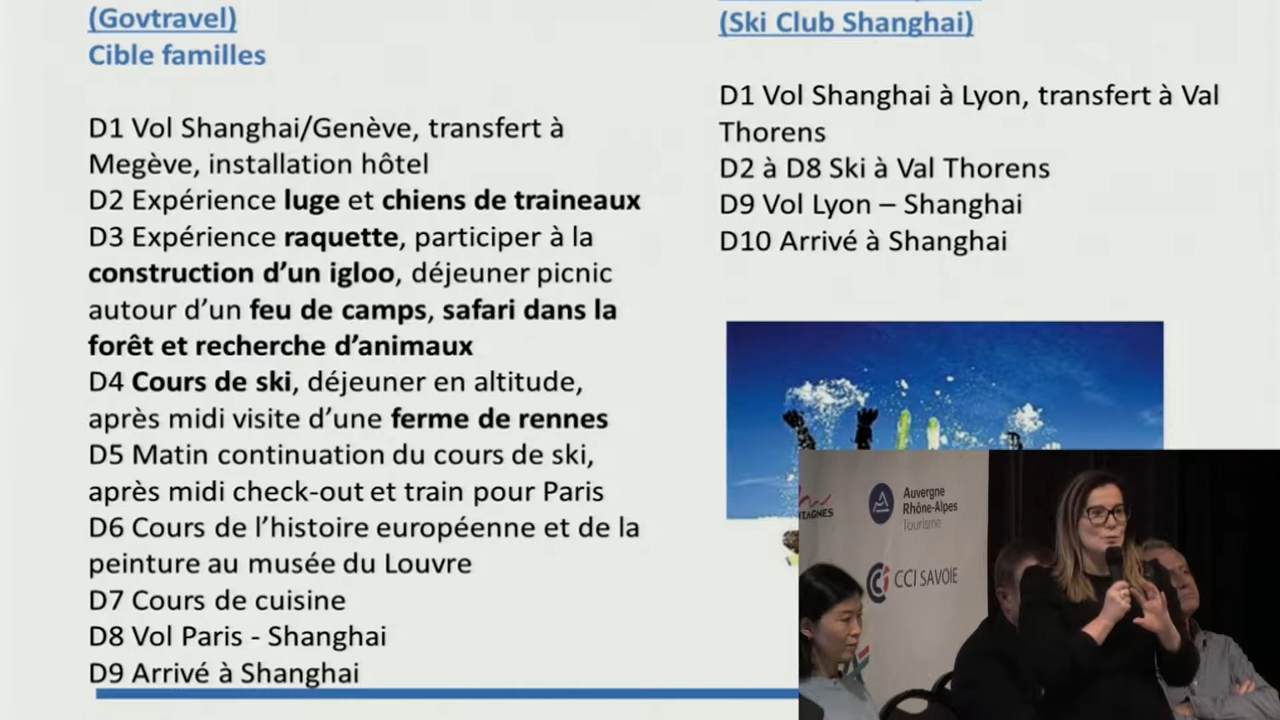 (Govtravel)
Cible familles
D1 Vol Shanghai/Genève, transfert à
Megève, installation hôtel
D2 Expérience luge et chiens de traineaux
D3 Expérience raquette, participer à la
construction d’un igloo, déjeuner picnic
autour d’un feu de camps, safari dans la
forêt et recherche d’animaux
D4 Cours de ski, déjeuner en altitude,
après midi visite d’une ferme de rennes
D5 Matin continuation du cours de ski,
après midi check-out et train pour Paris
D6 Cours de l’histoire européenne et de la
peinture au musée du Louvre
D7 Cours de cuisine
D8 Vol Paris - Shanghai
D9 Arrivé à Shanghai
(Ski Club Shanghai)
D1 Vol Shanghai à Lyon, transfert à Val
Thorens
D2 à D8 Ski à Val Thorens
D9 Vol Lyon – Shanghai
D10 Arrivé à Shanghai
Auvergne
Rhône-Alpes
Tourisme
CCI SAVOIE